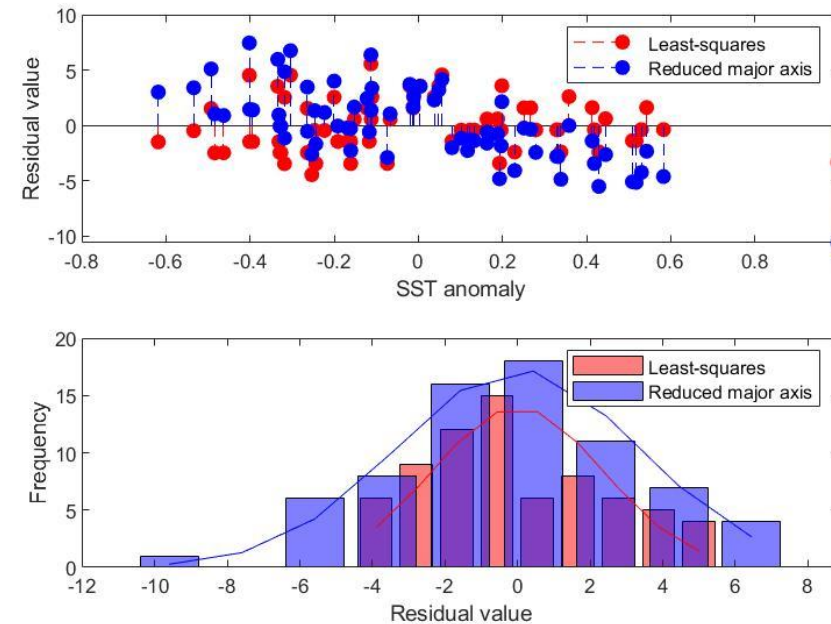 10
5
0
-5
-10
Residual value
-0.8 -0.6 -0.4 -0.2 0 0.2 0.4 0.6 0.8
SST anomaly
Least-squares
Reduced major axis
20
15
10
5
0
Frequency
-12 -10 -8 -6 -4 -2 0 2 4 6 8
Residual value
Least-squares
Reduced major axis